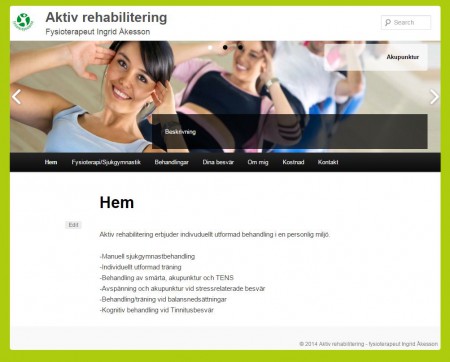 Aktiv rehabilitering
Fysioterapeut Ingrid Åkesson
Search
Akupunktur
Beskrivning
Hem Fysioterapi/Sjukgymnastik Behandlingar Dina besvär Om mig Kostnad Kontakt
Hem
Edit
Aktiv rehabilitering erbjuder indivuduellt utformad behandling i en personlig miljö.
-Manuell sjukgymnastbehandling
-Individuellt utformad träning
-Behandling av smärta, akupunktur och TENS
-Avspänning och akupunktur vid stressrelaterade besvär
-Behandling/träning vid balansnedsättningar
-Kognitiv behandling vid Tinnitusbesvär
© 2014 Aktiv rehabilitering - fysioterapeut Ingrid Åkesson